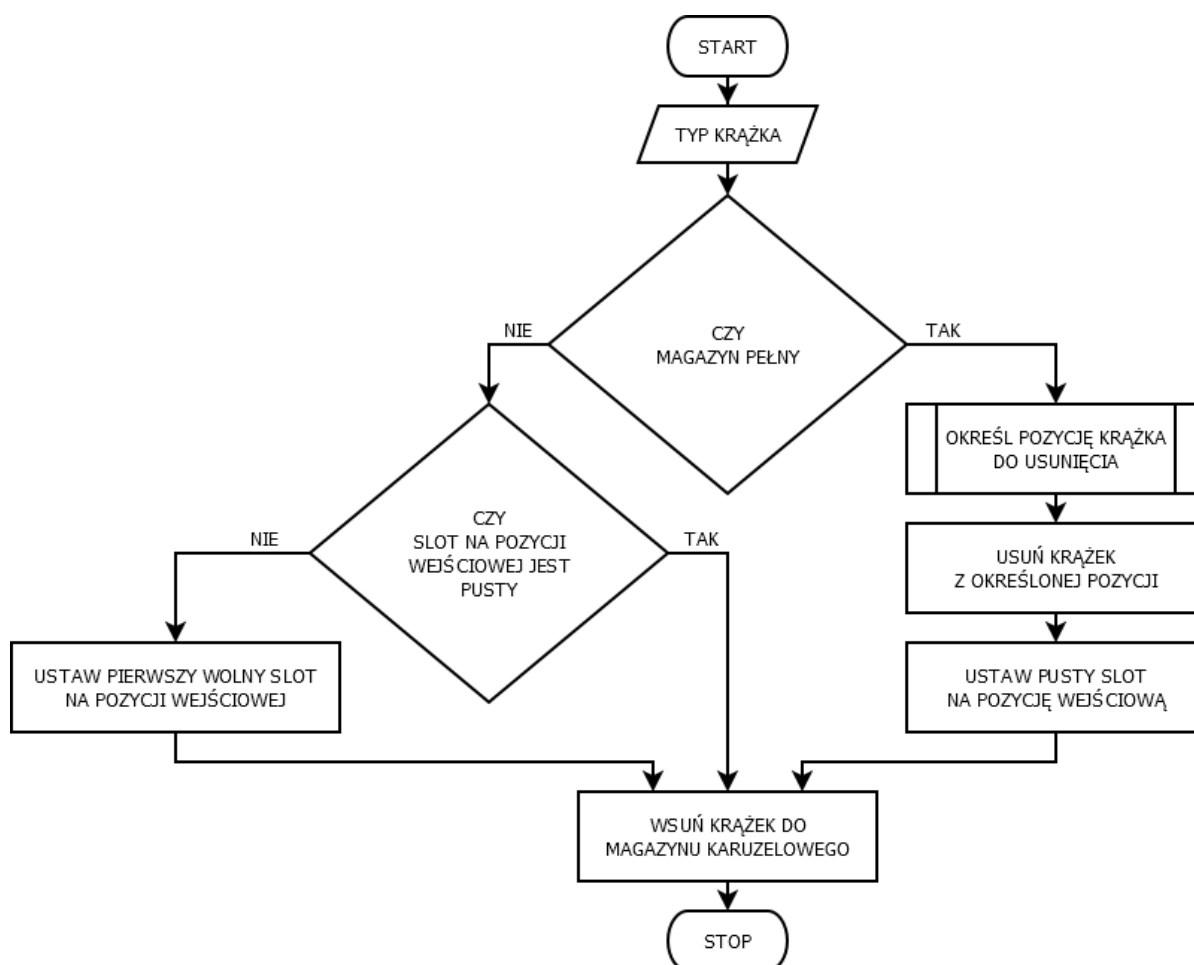 START
TYP KRĄŻKA
CZY
MAGAZYN PEŁNY
NIE
TAK
OKREŚL POZYCJĘ KRĄŻKA
DO USUNIĘCIA
CZY
SLOT NA POZYCJI
WEJŚCIOWEJ JEST
PUSTY
NIE
TAK
USUŃ KRĄŻEK
Z OKREŚLONEJ POZYCJI
USTAW PIERWSZY WOLNY SLOT
NA POZYCJI WEJŚCIOWEJ
USTAW PUSTY SLOT
NA POZYCJĘ WEJŚCIOWĄ
WSUŃ KRĄŻEK DO
MAGAZYNU KARUZELOWEGO
STOP